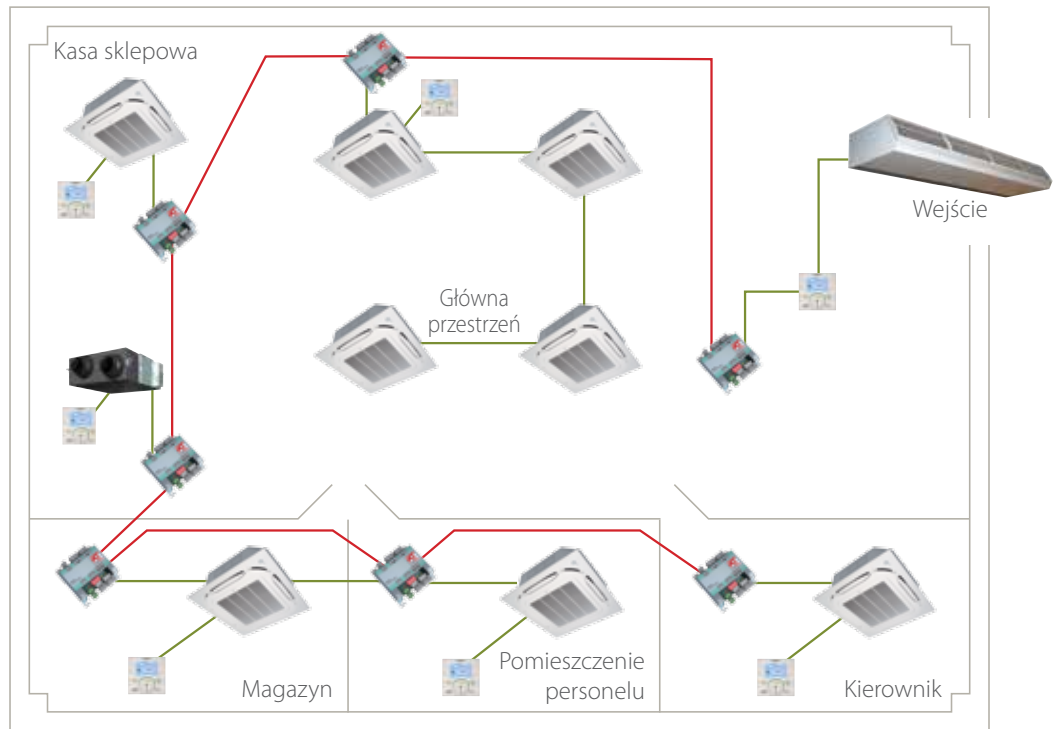 Kasa sklepowa
Wejście
Główna
przestrzeń
Magazyn
Pomieszczenie
personelu
Kierownik